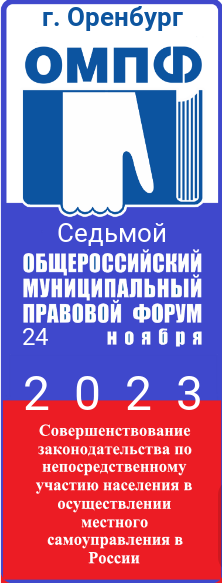 г. Оренбург
ОМПФ
Седьмой
ОБЩЕРОССИЙСКИЙ
МУНИЦИПАЛЬНЫЙ
ПРАВОВОЙ ФОРУМ
24 ноября
2023
Совершенствование
законодательства по
непосредственному
участию населения в
осуществлении
местного
самоуправления в
России